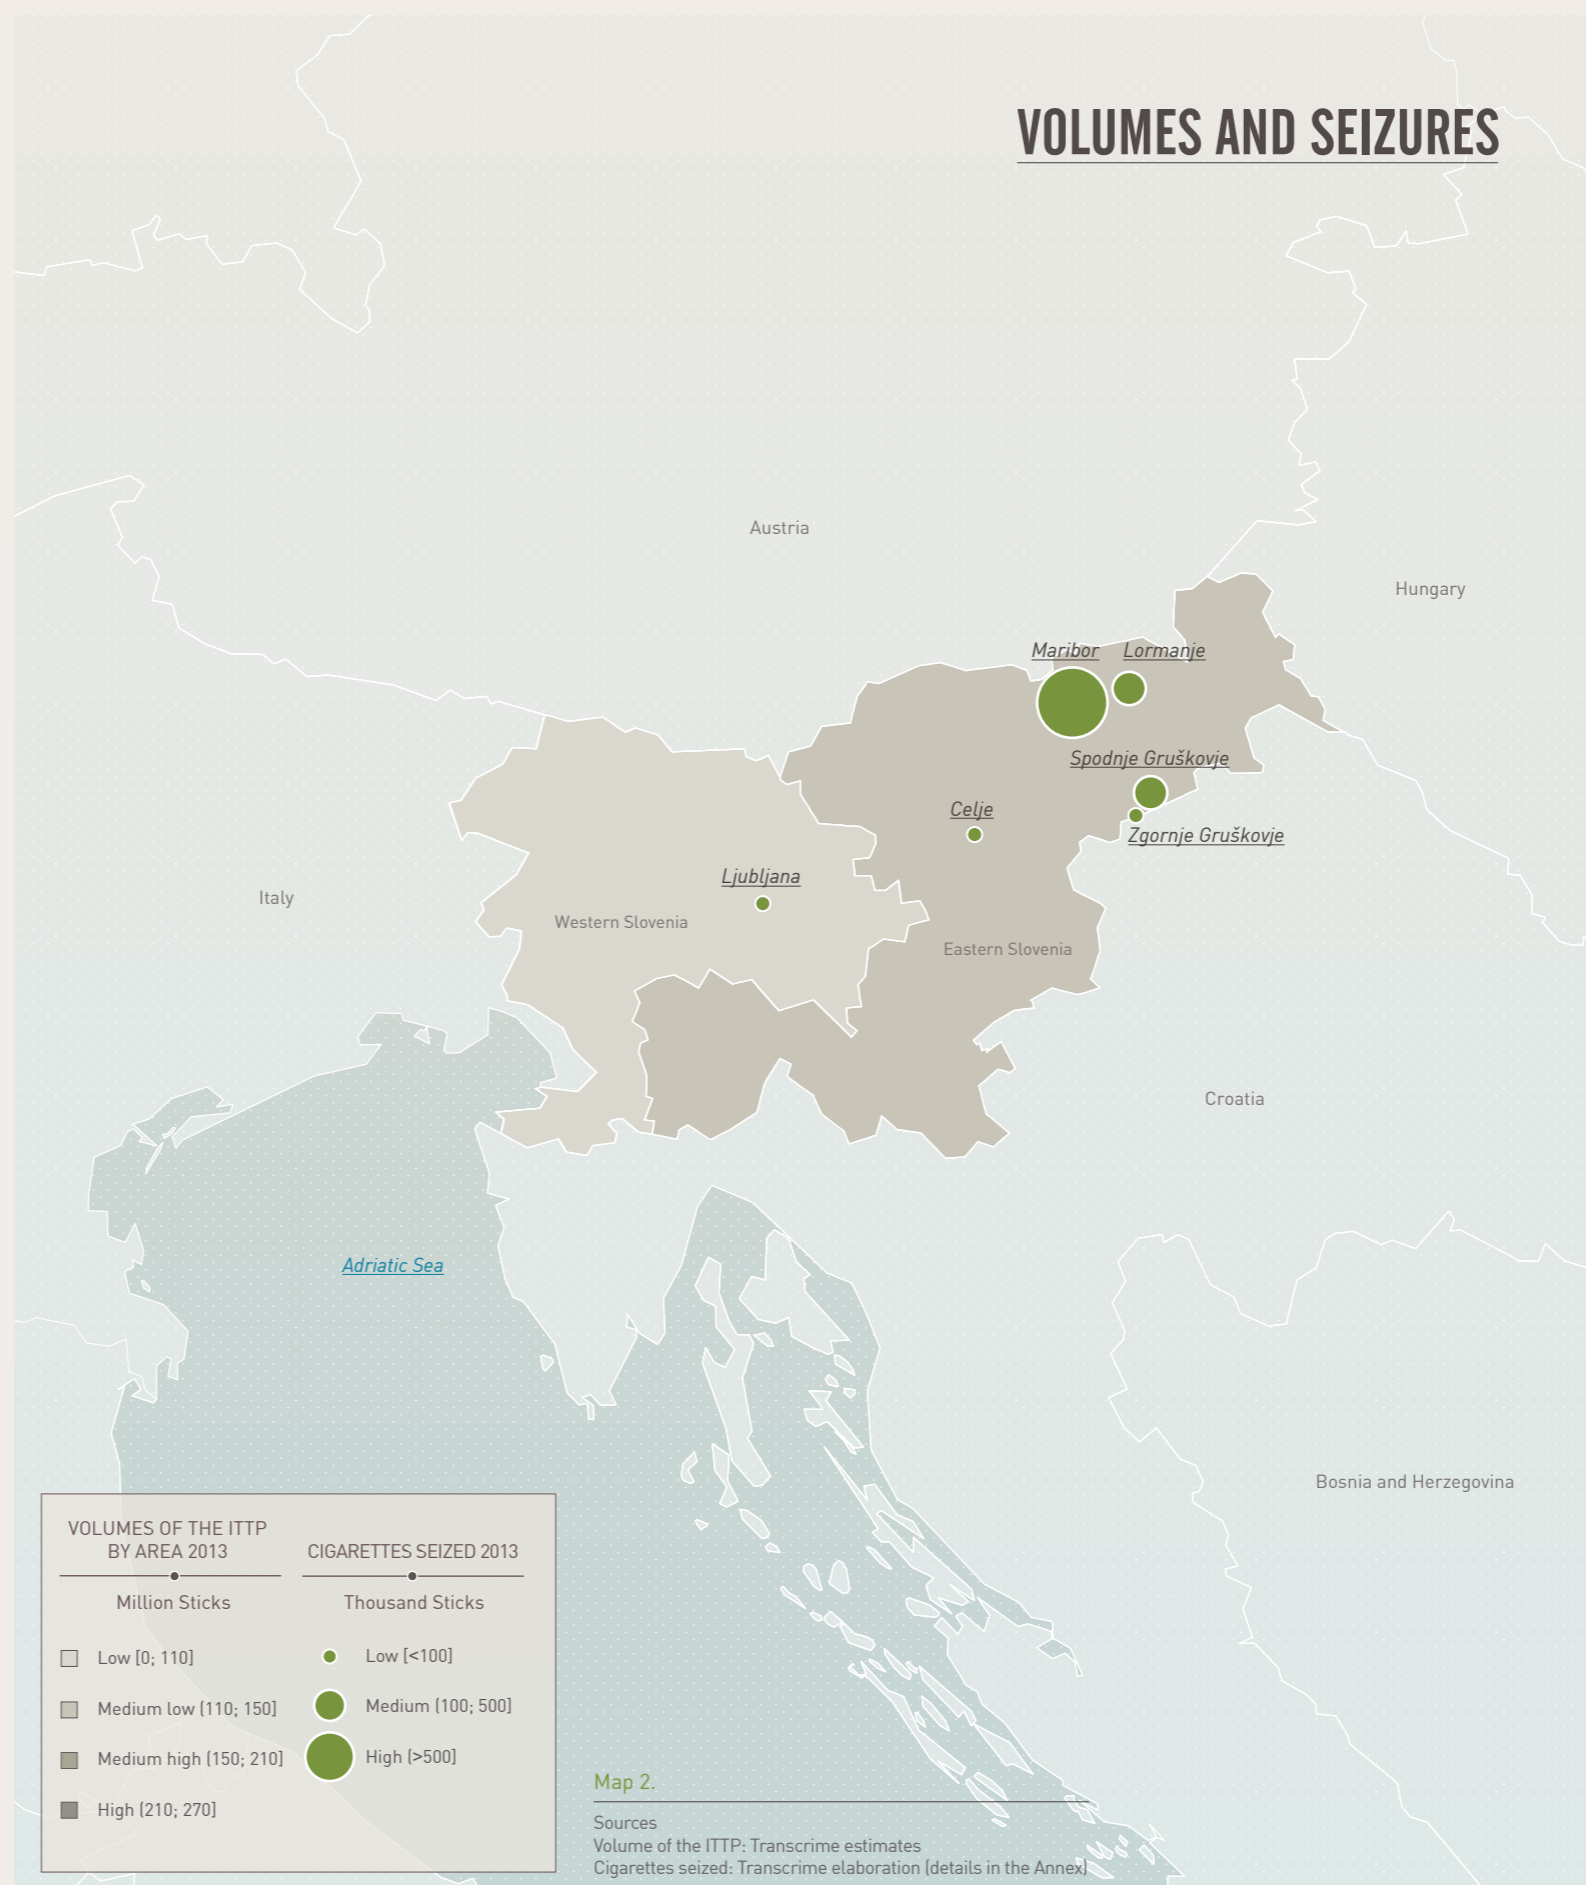 VOLUMES AND SEIZURES
Austria
Hungary
Maribor
Lormanje
Spodnje Gruškovje
Celje
Zgornje Gruškovje
Ljubljana
Italy
Western Slovenia
Eastern Slovenia
Croatia
Adriatic Sea
Bosnia and Herzegovina
VOLUMES OF THE ITTP
BY AREA 2013
Million Sticks
Low [0; 110]
Medium low (110; 150]
Medium high (150; 210]
High (210; 270]
CIGARETTES SEIZED 2013
Thousand Sticks
Low [<100]
Medium (100; 500]
High (>500]
Map 2.
Sources
Volume of the ITTP: Transcrime estimates
Cigarettes seized: Transcrime elaboration (details in the Annex)